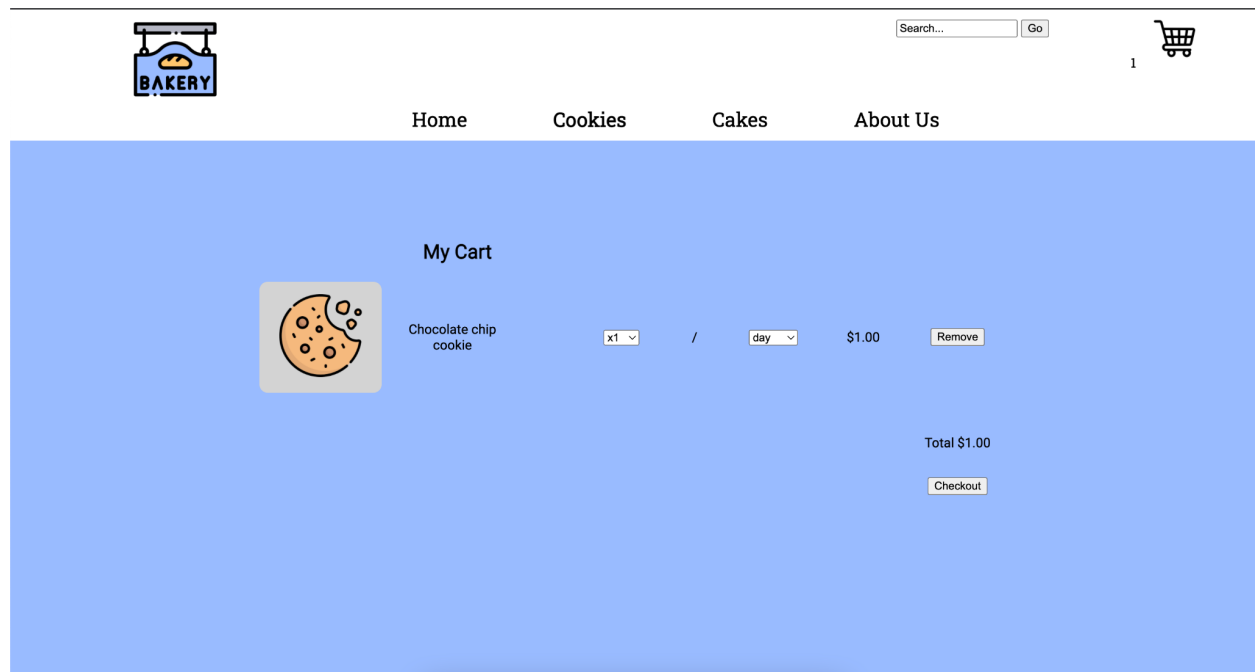 BAKERY
Search... Go
1
Home Cookies Cakes About Us
My Cart
Chocolate chip
cookie
x1 / day $1.00 Remove
Total $1.00
Checkout